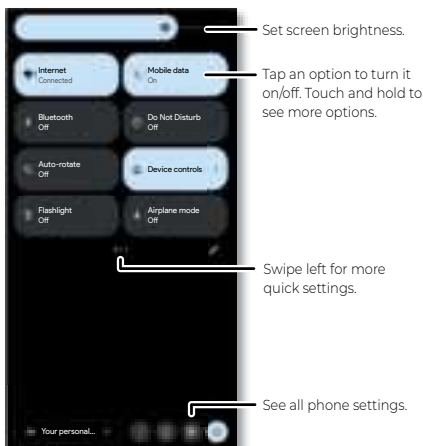 Set screen brightness.
Internet
Connected
Mobile data
On
Tap an option to turn it
on/off. Touch and hold to
see more options.
Bluetooth
Off
Do Not Disturb
Off
Auto-rotate
Off
Device controls
Flashlight
Off
Airplane mode
Off
Swipe left for more
quick settings.
See all phone settings.
Your personal...